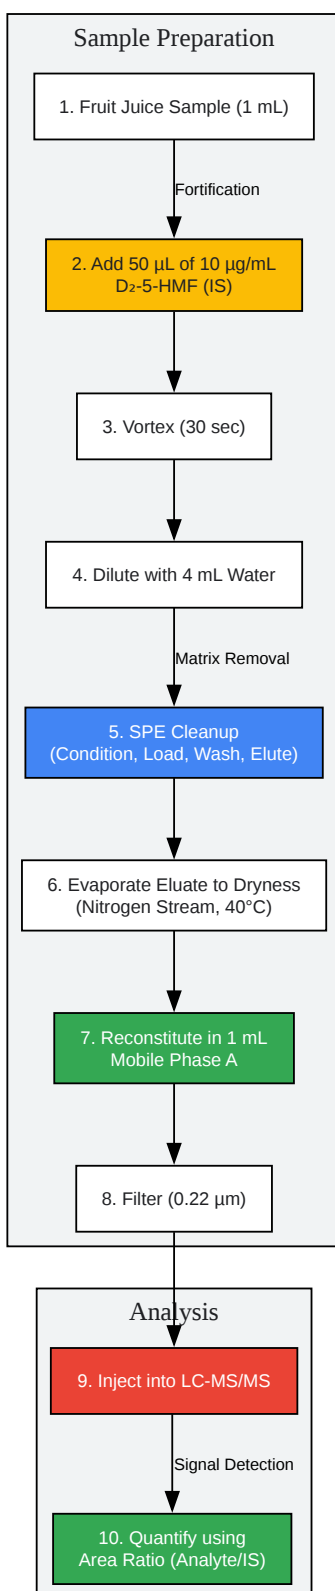 Sample Preparation
1. Fruit Juice Sample (1 mL)
Fortification
2. Add 50 µL of 10 µg/mL
D₂-5-HMF (IS)
3. Vortex (30 sec)
4. Dilute with 4 mL Water
Matrix Removal
5. SPE Cleanup
(Condition, Load, Wash, Elute)
6. Evaporate Eluate to Dryness
(Nitrogen Stream, 40°C)
7. Reconstitute in 1 mL
Mobile Phase A
8. Filter (0.22 µm)
Analysis
9. Inject into LC-MS/MS
Signal Detection
10. Quantify using
Area Ratio (Analyte/IS)